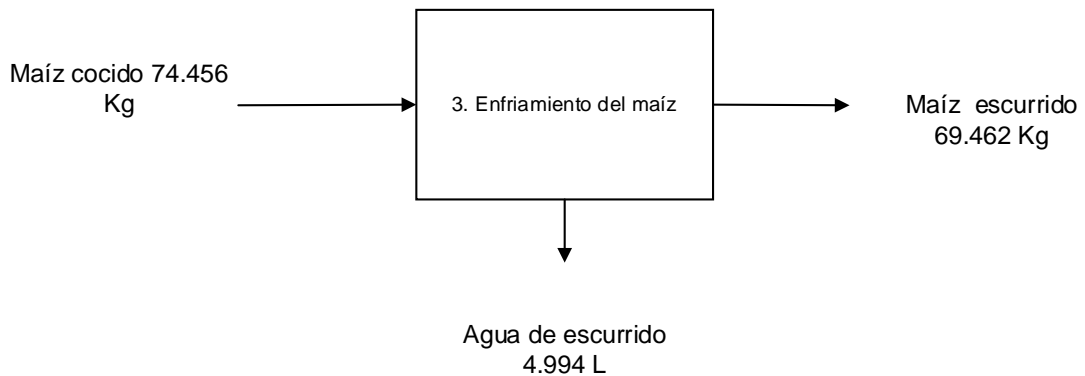 Maíz cocido 74.456
Kg
3. Enfriamiento del maíz
Maíz escurrido
69.462 Kg
Agua de escurrido
4.994 L